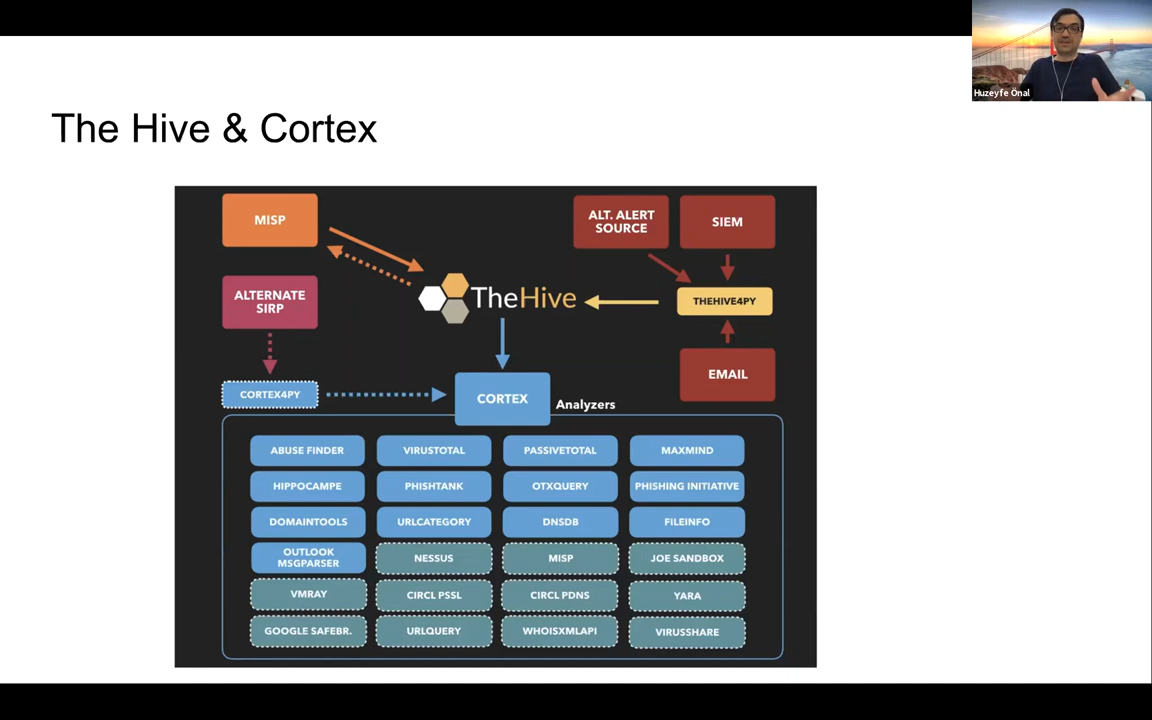 Huzeyfe Önal
The Hive & Cortex
MISP
ALT. ALERT
SOURCE
SIEM
ALTERNATE
SIRP
TheHive
THEHIVE4PY
EMAIL
CORTEX4PY
CORTEX
Analyzers
ABUSE FINDER
VIRUSTOTAL
PASSIVETOTAL
MAXMIND
HIPPOCAMPE
PHISHTANK
OTXQUERY
PHISHING INITIATIVE
DOMAINTOOLS
URLCATEGORY
DNSDB
FILEINFO
OUTLOOK
MSGPARSER
NESSUS
MISP
JOE SANDBOX
VMRAY
CIRCL PSSL
CIRCL PDNS
YARA
GOOGLE SAFEBR.
URLQUERY
WHOISXMLAPI
VIRUSSHARE